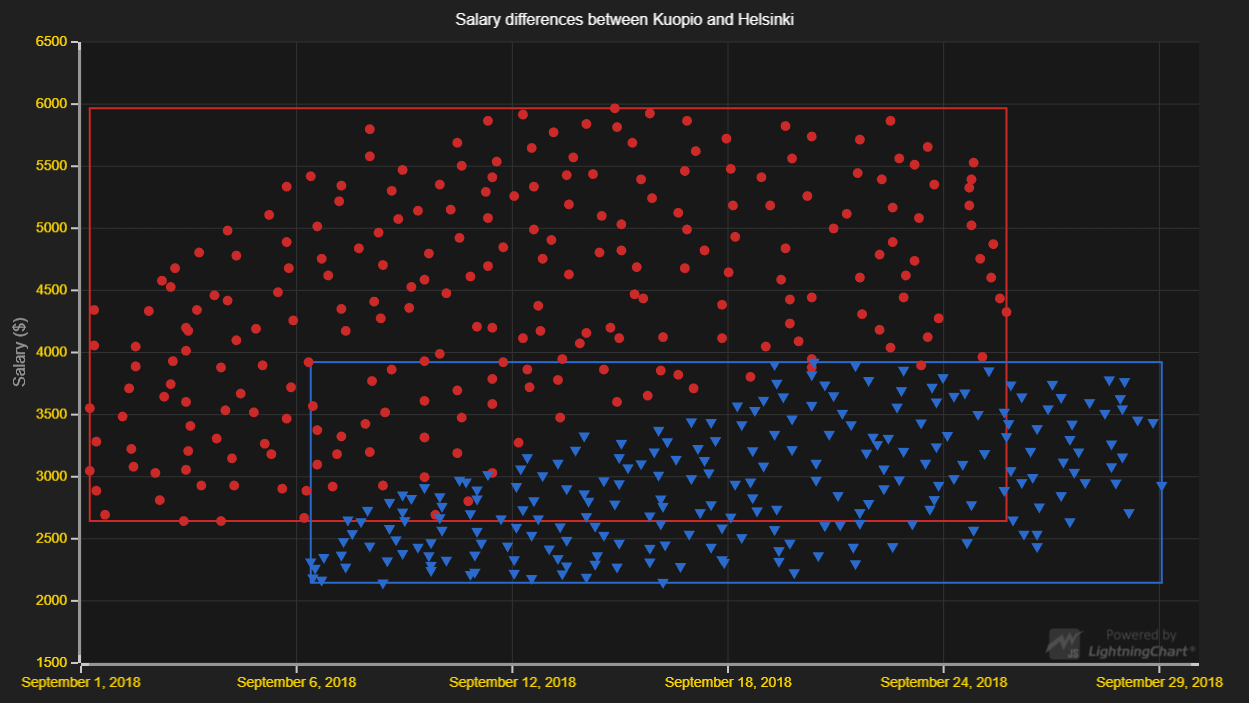 Salary differences between Kuopio and Helsinki
6500
6000
5500
5000
4500
4000
3500
3000
2500
2000
1500
Salary ($)
September 1, 2018
September 6, 2018
September 12, 2018
September 18, 2018
September 24, 2018
September 29, 2018
JS
Powered by
LightningChart®